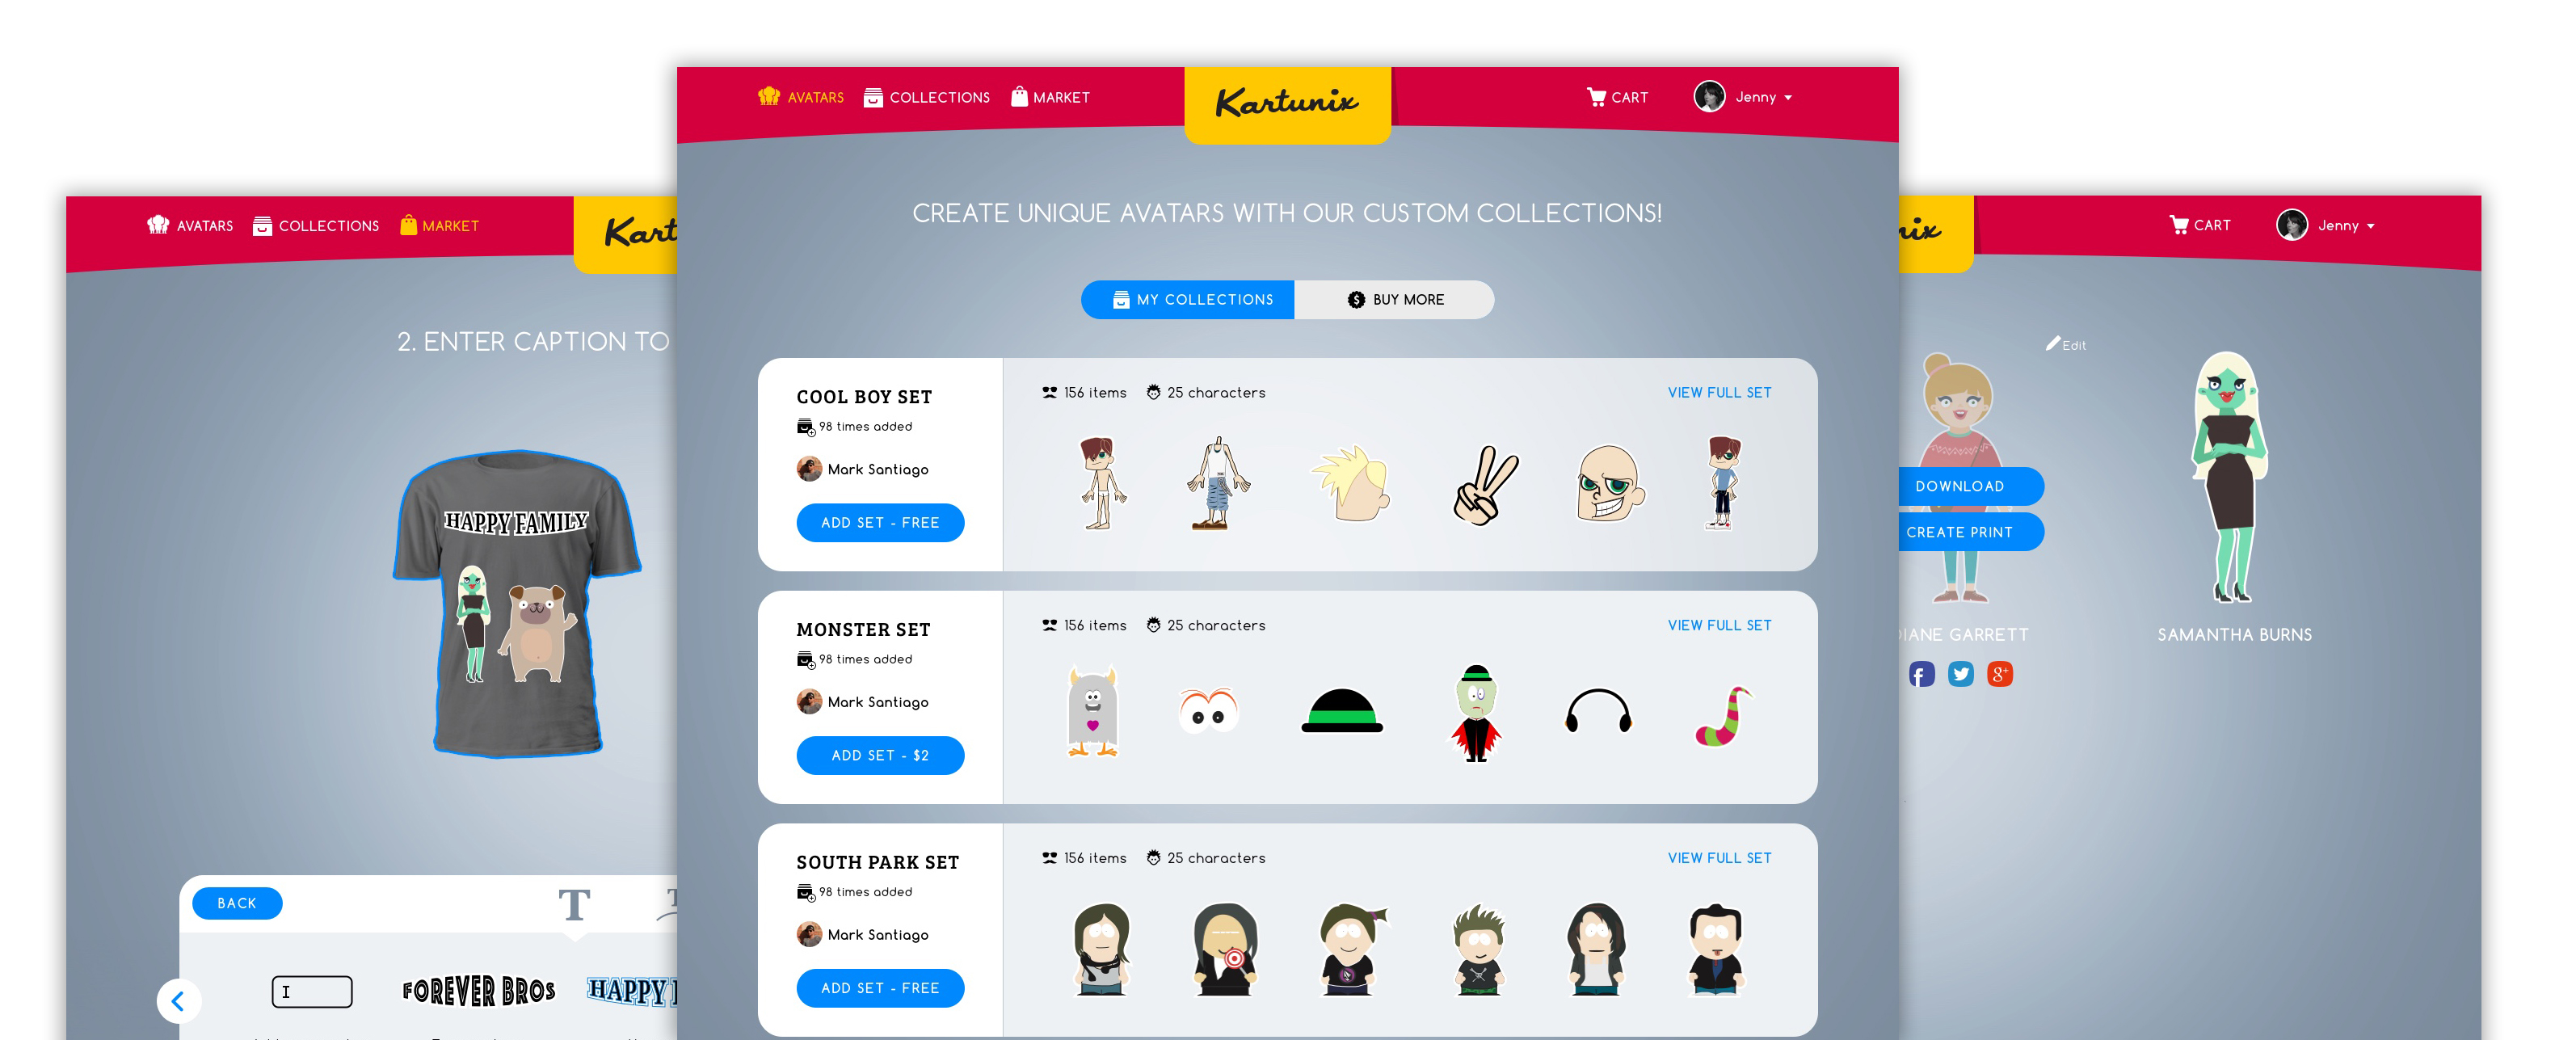 AVATARS COLLECTIONS MARKET
Kart
2. ENTER CAPTION TO
HAPPY FAMILY
BACK
T
I
FOREVER BROS
HAPPY
AVATARS COLLECTIONS MARKET
Kartunix
CART
Jenny
CREATE UNIQUE AVATARS WITH OUR CUSTOM COLLECTIONS!
MY COLLECTIONS
BUY MORE
COOL BOY SET
98 times added
Mark Santiago
ADD SET - FREE
156 items 25 characters
VIEW FULL SET
MONSTER SET
98 times added
Mark Santiago
ADD SET - $2
156 items 25 characters
VIEW FULL SET
SOUTH PARK SET
98 times added
Mark Santiago
ADD SET - FREE
156 items 25 characters
VIEW FULL SET
nix
CART
Jenny
Edit
DOWNLOAD
CREATE PRINT
DIANE GARRETT
SAMANTHA BURNS